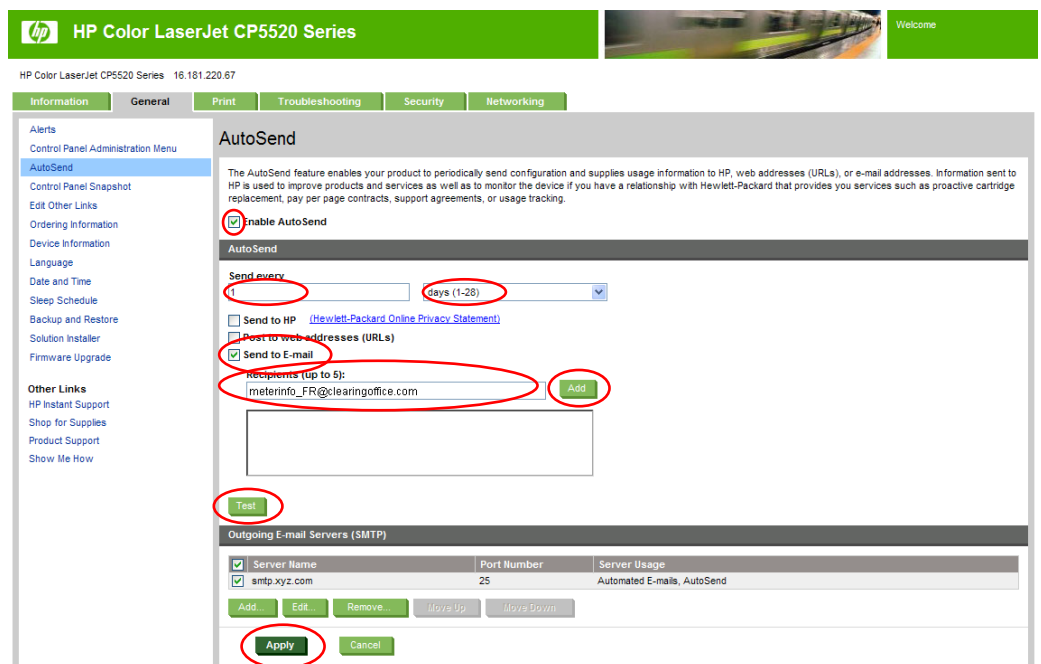 hp HP Color LaserJet CP5520 Series
Welcome
HP Color LaserJet CP5520 Series 16.181.220.67
Information General Print Troubleshooting Security Networking
Alerts
Control Panel Administration Menu
AutoSend
Control Panel Snapshot
Edit Other Links
Ordering Information
Device Information
Language
Date and Time
Sleep Schedule
Backup and Restore
Solution Installer
Firmware Upgrade
Other Links
HP Instant Support
Shop for Supplies
Product Support
Show Me How
AutoSend
The AutoSend feature enables your product to periodically send configuration and supplies usage information to HP, web addresses (URLs), or e-mail addresses. Information sent to
HP is used to improve products and services as well as to monitor the device if you have a relationship with Hewlett-Packard that provides you services such as proactive cartridge
replacement, pay per page contracts, support agreements, or usage tracking.
Enable AutoSend
AutoSend
Send every
1 days (1-28)
Send to HP (Hewlett-Packard Online Privacy Statement)
Post to web addresses (URLs)
Send to E-mail
Recipients (up to 5):
meterinfo_FR@clearingoffice.com Add
Test
Outgoing E-mail Servers (SMTP)
Server Name Port Number Server Usage
smtp.xyz.com 25 Automated E-mails, AutoSend
Add... Edit... Remove... Move Up Move Down
Apply Cancel